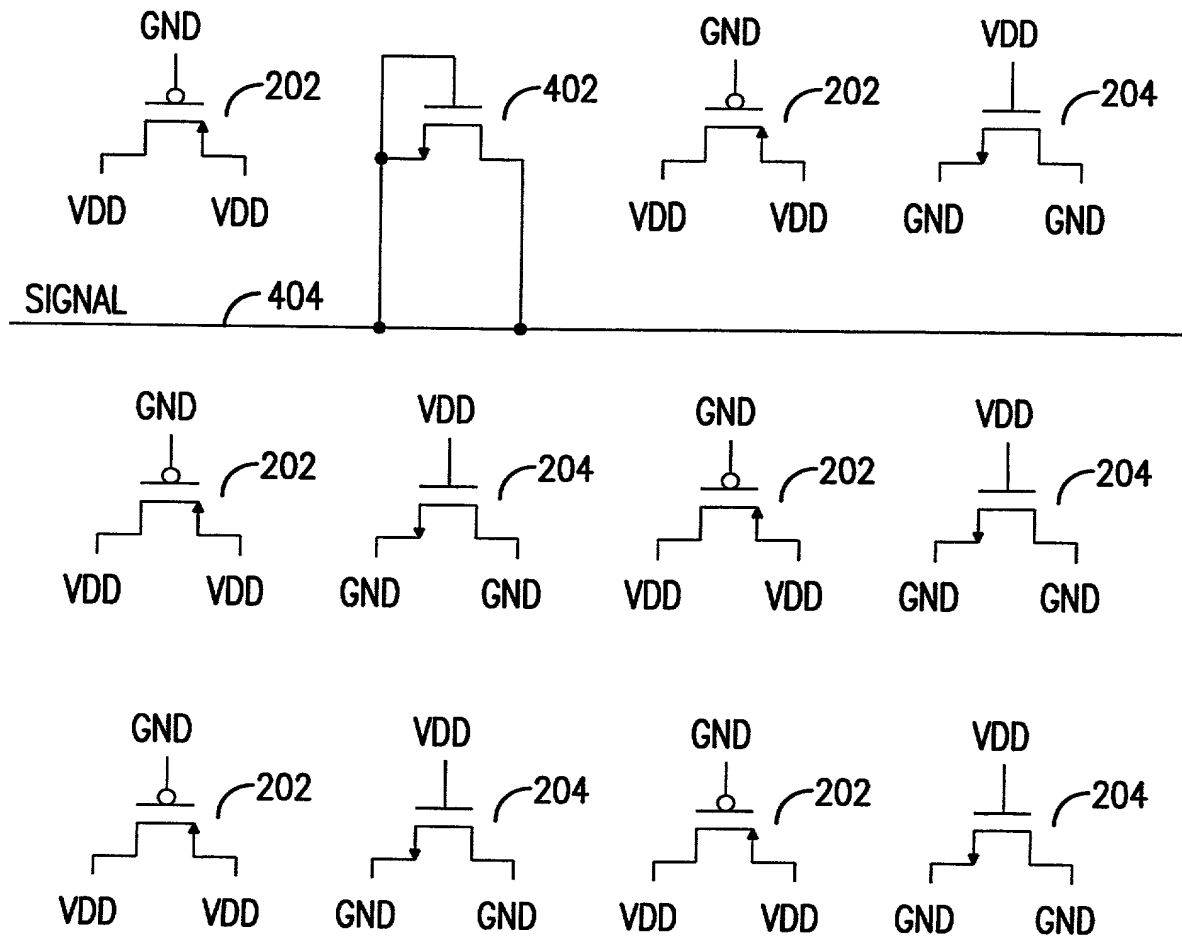 GND GND VDD
202 402 202 204
VDD VDD VDD VDD GND GND
SIGNAL 404
GND VDD GND VDD
202 204 202 204
VDD VDD GND GND VDD VDD GND GND
GND VDD GND VDD
202 204 202 204
VDD VDD GND GND VDD VDD GND GND